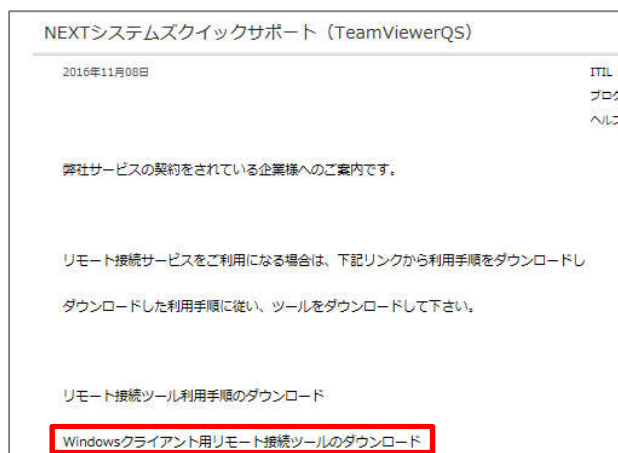 NEXTシステムズクイックサポート（TeamViewerQS）
2016年11月08日
ITIL
ブログ
ヘルプ
弊社サービスの契約をされている企業様へのご案内です。
リモート接続サービスをご利用になる場合は、下記リンクから利用手順をダウンロードし
ダウンロードした利用手順に従い、ツールをダウンロードして下さい。
リモート接続ツール利用手順のダウンロード
Windowsクライアント用リモート接続ツールのダウンロード